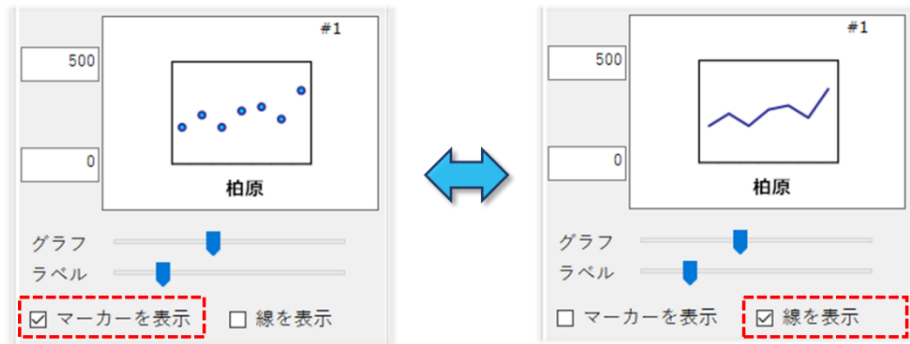 #1
500
0
柏原
グラフ
ラベル
マーカーを表示 線を表示
#1
500
0
柏原
グラフ
ラベル
マーカーを表示 線を表示